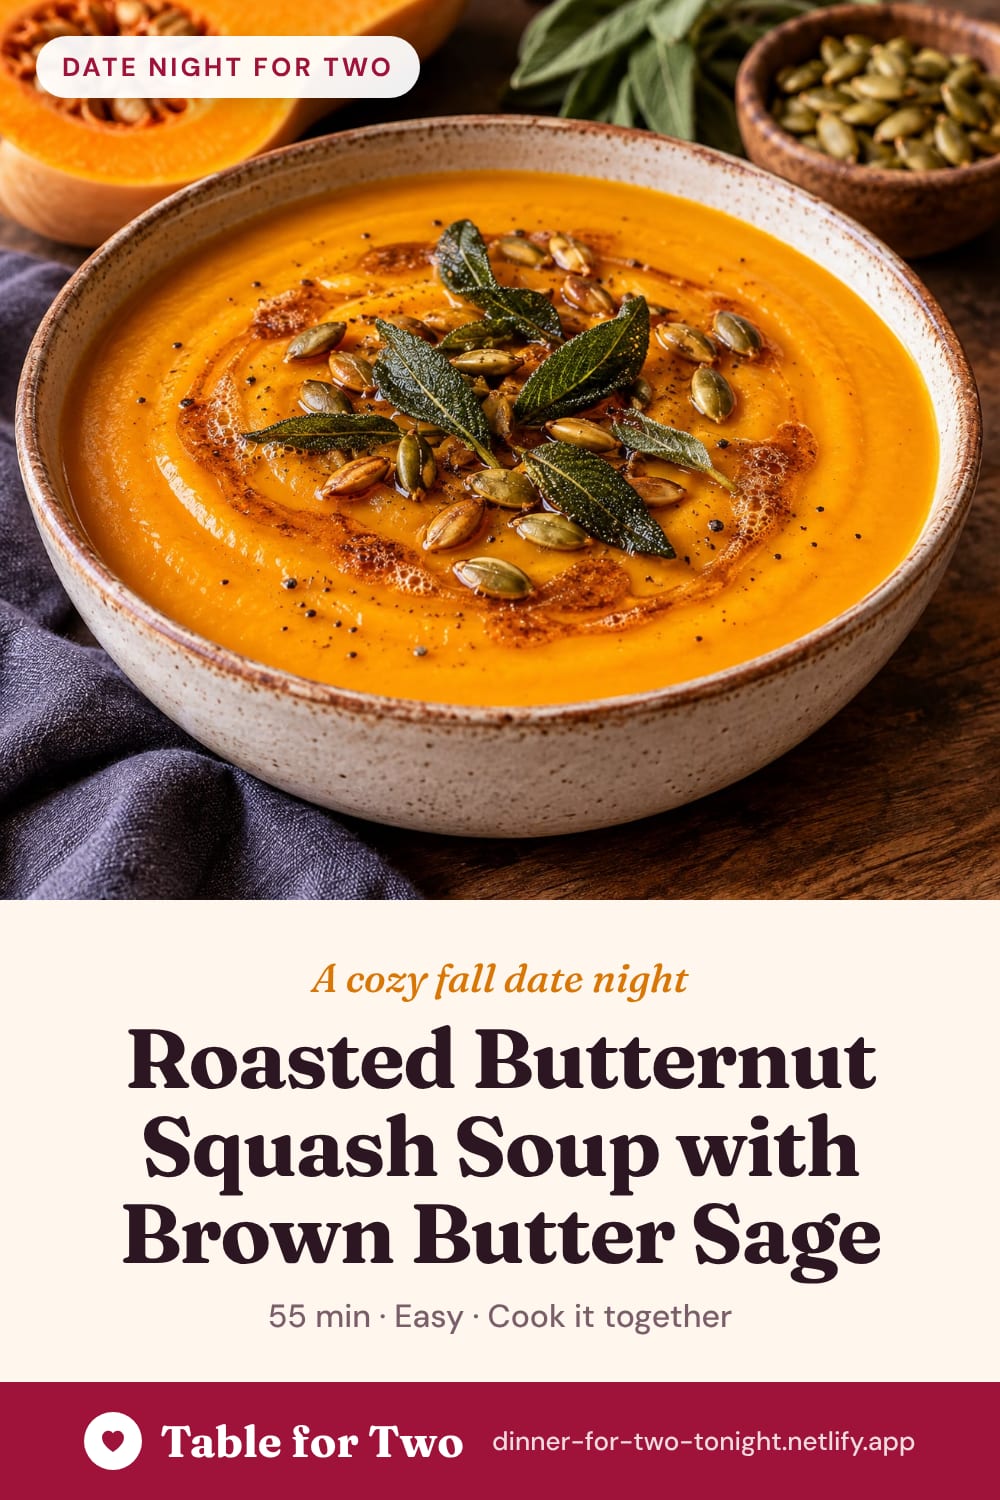 DATE NIGHT FOR TWO
A cozy fall date night
Roasted Butternut
Squash Soup with
Brown Butter Sage
55 min · Easy · Cook it together
Table for Two
dinner-for-two-tonight.netlify.app